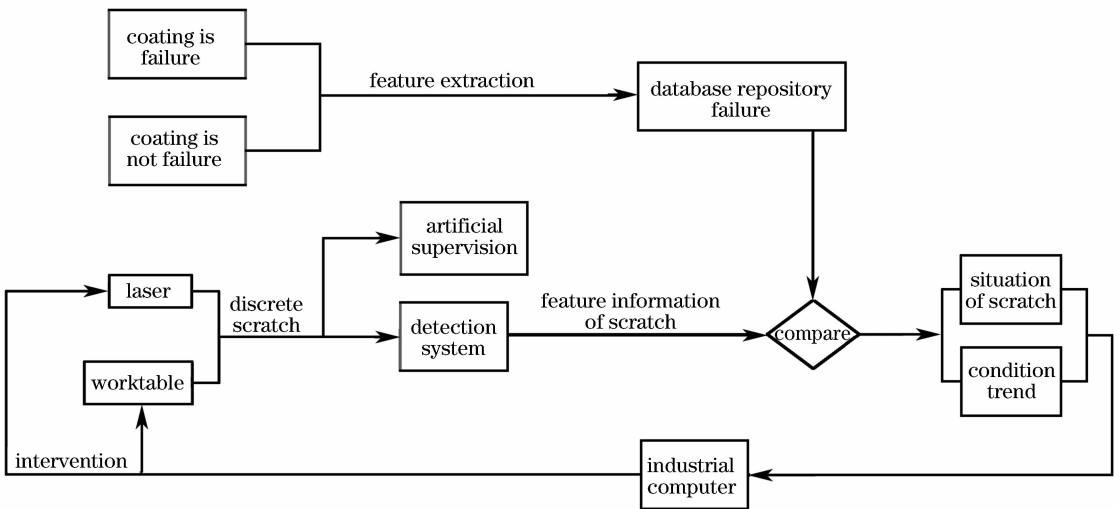 coating is
failure
feature extraction
database repository
failure
coating is
not failure
artificial
supervision
laser
discrete
scratch
detection
system
feature information
of scratch
compare
situation
of scratch
condition
trend
worktable
intervention
industrial
computer